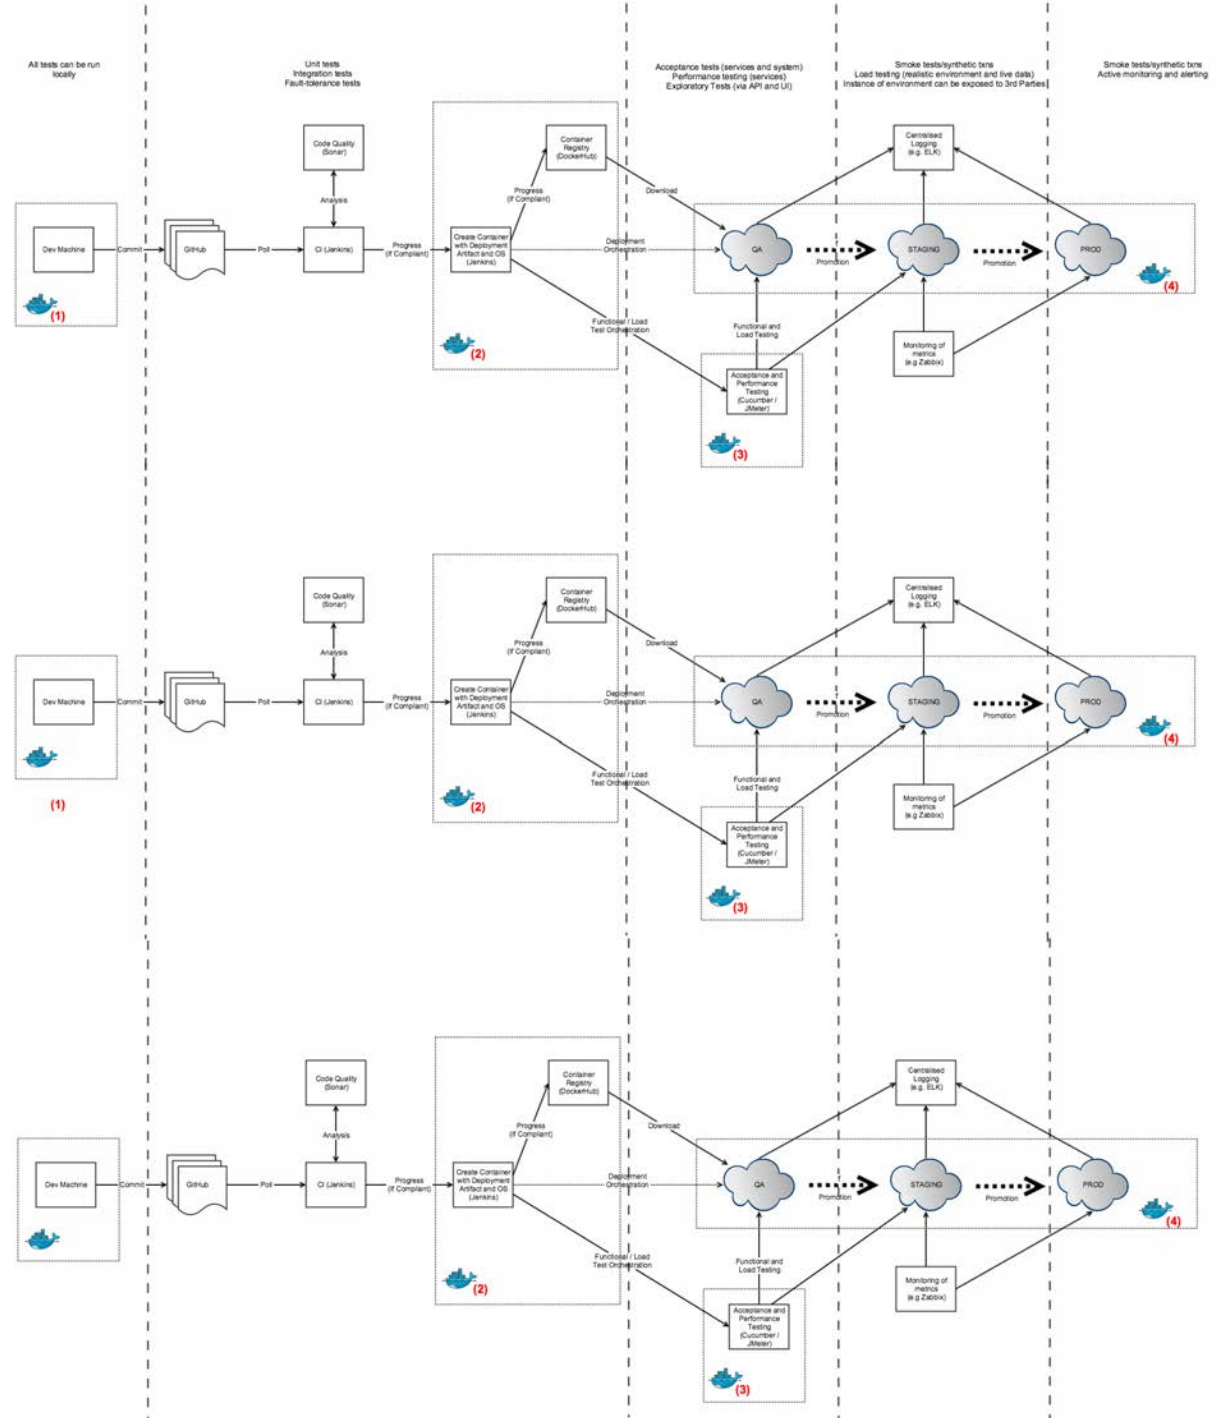 All tests can be run
locally
Unit tests
Integration tests
Fault-tolerance tests
Acceptance tests (services and system)
Performance testing (services)
Exploratory Tests (via API and UI)
Smoke tests/synthetic txns
Load testing (realistic environment and live data)
Instance of environment can be exposed to 3rd Parties
Smoke tests/synthetic txns
Active monitoring and alerting
Code Quality
(Sonar)
Container
Registry
(DockerHub)
Centralised
Logging
(e.g. ELK)
Analysis
Progress
(If Compliant)
Download
Dev Machine
Commit
GitHub
Poll
CI (Jenkins)
Progress
(If Compliant)
Create Container
with Deployment
Artifact and OS
(Jenkins)
Deployment
Orchestration
QA
Promotion
STAGING
Promotion
PROD
(1)
(4)
Functional / Load
Test Orchestration
Functional and
Load Testing
Monitoring of
metrics
(e.g Zabbix)
(2)
Acceptance and
Performance
Testing
(Cucumber /
JMeter)
(3)
Code Quality
(Sonar)
Container
Registry
(DockerHub)
Centralised
Logging
(e.g. ELK)
Analysis
Progress
(If Compliant)
Download
Dev Machine
Commit
GitHub
Poll
CI (Jenkins)
Progress
(If Compliant)
Create Container
with Deployment
Artifact and OS
(Jenkins)
Deployment
Orchestration
QA
Promotion
STAGING
Promotion
PROD
(4)
Functional / Load
Test Orchestration
Functional and
Load Testing
Monitoring of
metrics
(e.g Zabbix)
(1)
(2)
Acceptance and
Performance
Testing
(Cucumber /
JMeter)
(3)
Code Quality
(Sonar)
Container
Registry
(DockerHub)
Centralised
Logging
(e.g. ELK)
Analysis
Progress
(If Compliant)
Download
Dev Machine
Commit
GitHub
Poll
CI (Jenkins)
Progress
(If Compliant)
Create Container
with Deployment
Artifact and OS
(Jenkins)
Deployment
Orchestration
QA
Promotion
STAGING
Promotion
PROD
(4)
Functional / Load
Test Orchestration
Functional and
Load Testing
Monitoring of
metrics
(e.g Zabbix)
(2)
Acceptance and
Performance
Testing
(Cucumber /
JMeter)
(3)